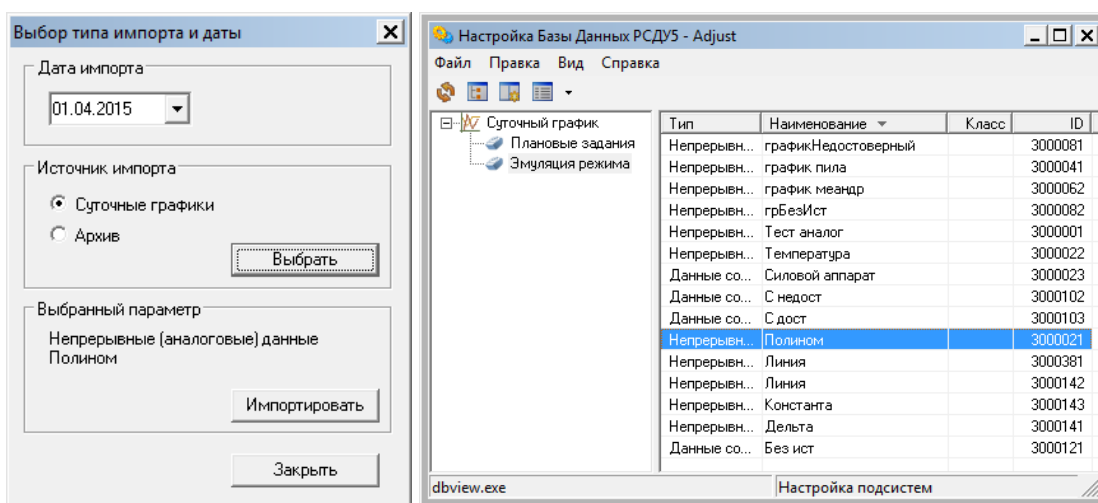 Выбор типа импорта и даты
Дата импорта
01.04.2015
Источник импорта
Суточные графики
Архив
Выбрать
Выбранный параметр
Непрерывные (аналоговые) данные
Полином
Импортировать
Закрыть
Настройка Базы Данных РСДУ5 - Adjust
Файл Правка Вид Справка
Суточный график
Плановые задания
Эмуляция режима
Тип Наименование Класс ID
Непрерывн... графикНедостоверный 3000081
Непрерывн... график пила 3000041
Непрерывн... график меандр 3000062
Непрерывн... грБезИст 3000082
Непрерывн... Тест аналог 3000001
Непрерывн... Температура 3000022
Данные со... Силовой аппарат 3000023
Данные со... С недост 3000102
Данные со... С дост 3000103
Непрерывн... Полином 3000021
Непрерывн... Линия 3000381
Непрерывн... Линия 3000142
Непрерывн... Константа 3000143
Непрерывн... Дельта 3000141
Данные со... Без ист 3000121
dbview.exe Настройка подсистем